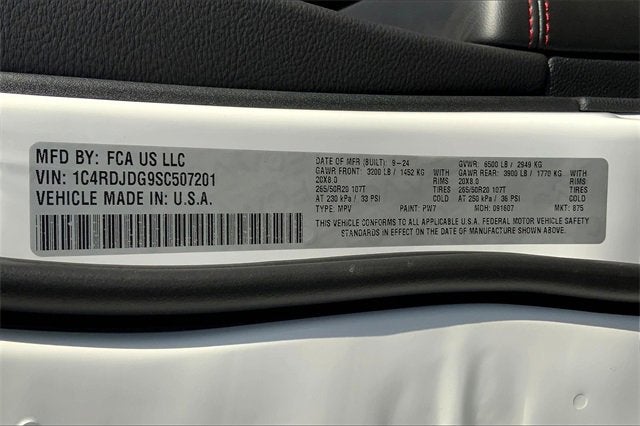 MFD BY: FCA US LLC
VIN: 1C4RDJDG9SC507201
VEHICLE MADE IN: U.S.A.
DATE OF MFR (BUILT): 9-24 GVWR: 6500 LB / 2949 KG
GAWR FRONT: 3200 LB / 1452 KG WITH GAWR REAR: 3900 LB / 1770 KG WITH
20X8.0 RIMS 20X8.0 RIMS
265/50R20 107T TIRES 265/50R20 107T TIRES
AT 230 kPa / 33 PSI COLD AT 250 kPa / 36 PSI COLD
TYPE: MPV PAINT: PW7 MDH: 091607 MKT: 875
THIS VEHICLE CONFORMS TO ALL APPLICABLE U.S.A. FEDERAL MOTOR VEHICLE SAFETY
STANDARDS IN EFFECT ON THE DATE OF MANUFACTURE SHOWN ABOVE.